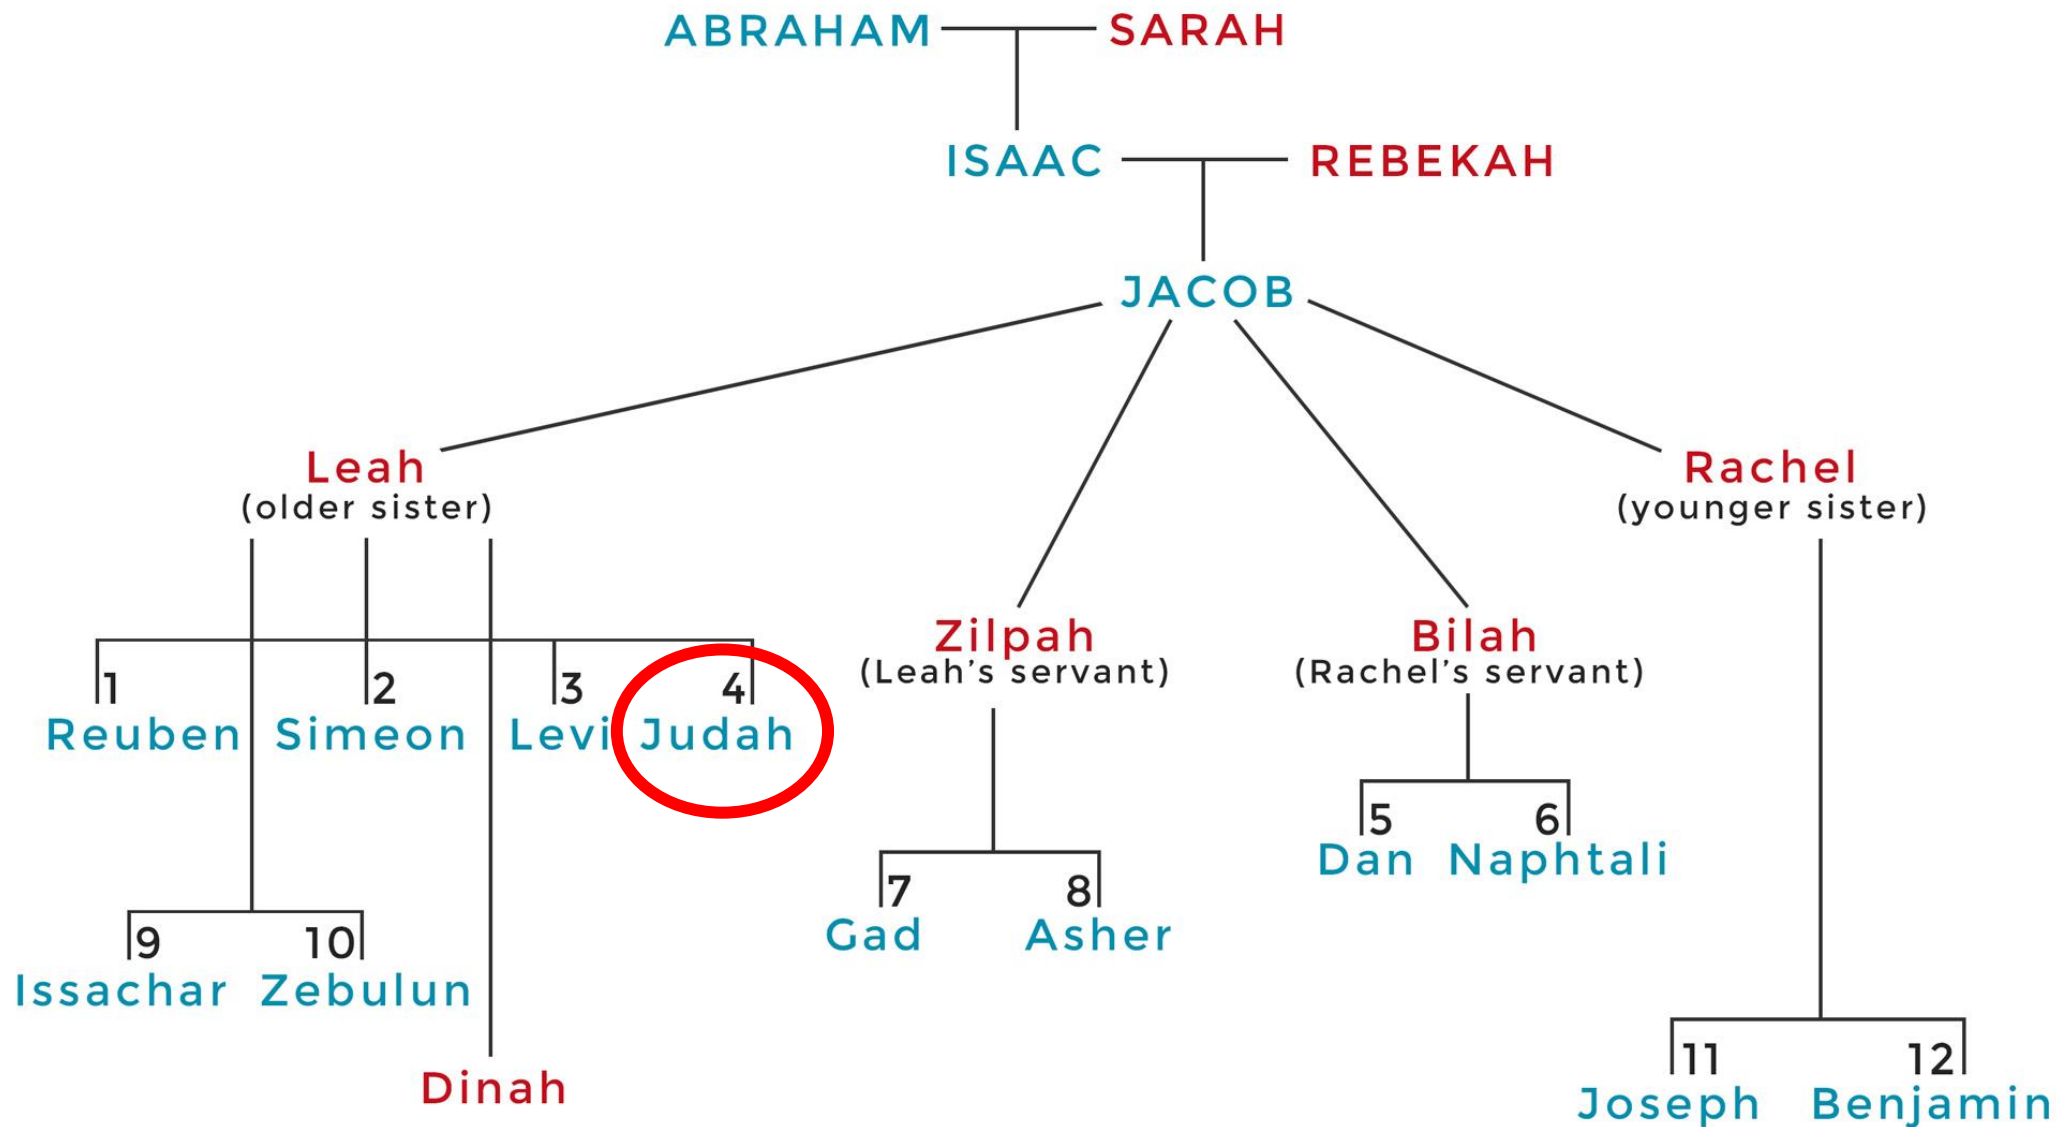 ABRAHAM SARAH
ISAAC REBEKAH
JACOB
Leah
(older sister)
Rachel
(younger sister)
Zilpah
(Leah's servant)
Bilah
(Rachel's servant)
1 2 3 4
Reuben Simeon Levi Judah
5 6
Dan Naphtali
7 8
Gad Asher
9 10
Issachar Zebulun
Dinah
11 12
Joseph Benjamin